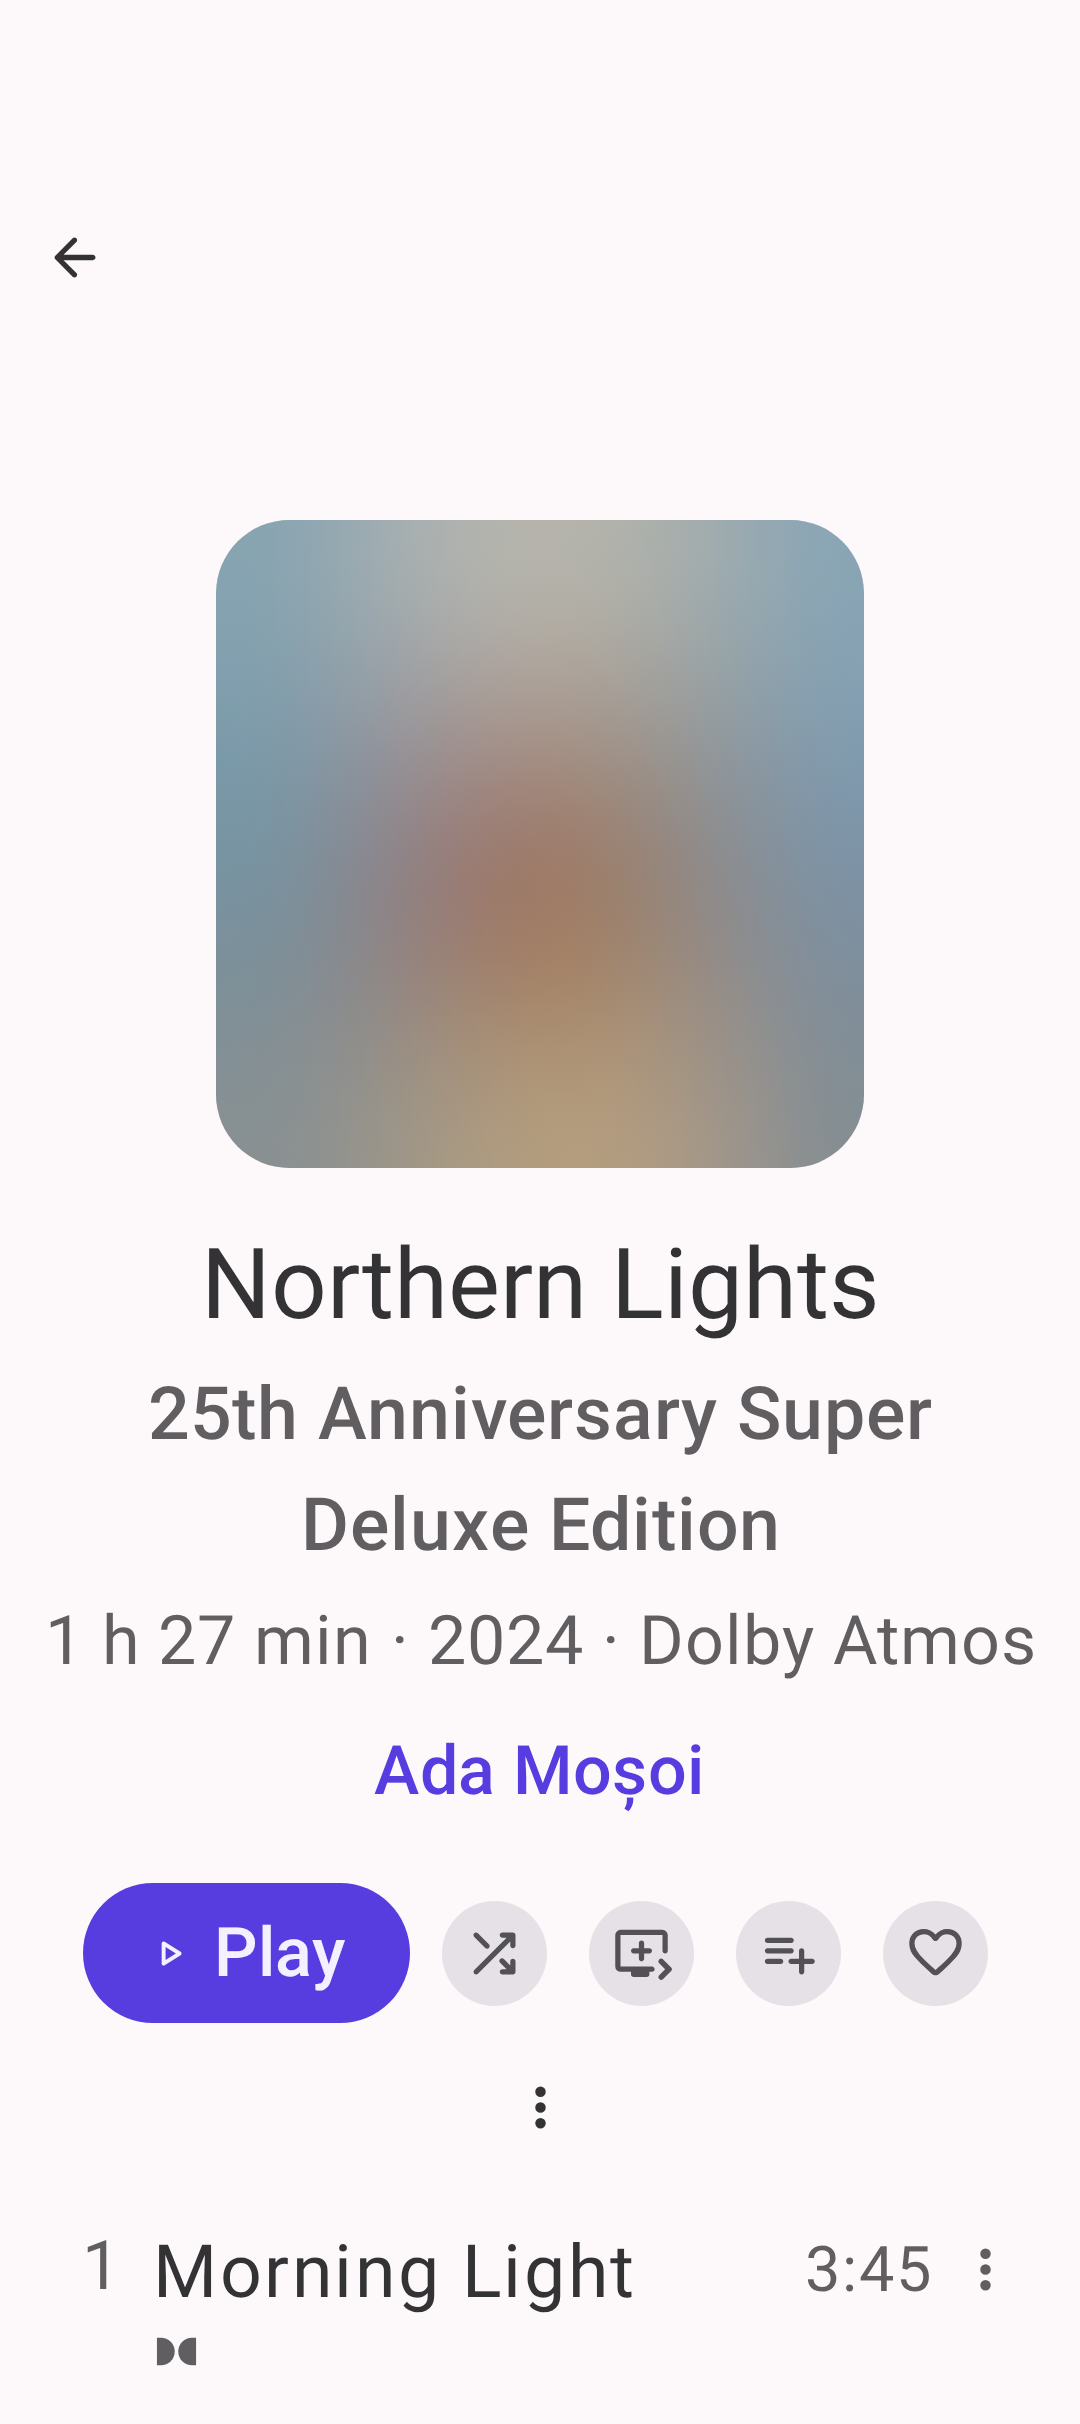 Northern Lights
25th Anniversary Super
Deluxe Edition
1 h 27 min · 2024 · Dolby Atmos
Ada Moșoi
Play
1 Morning Light 3:45